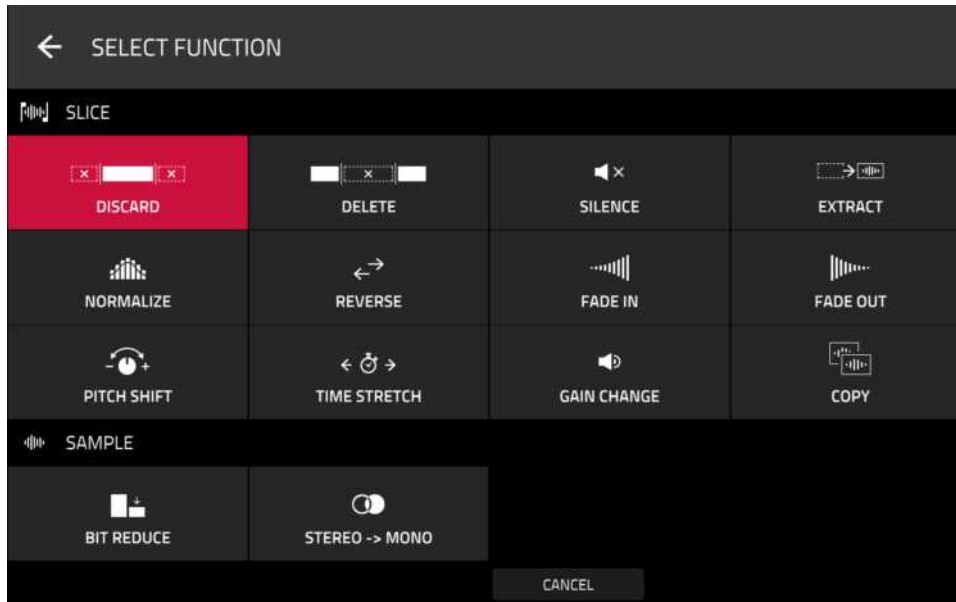 SELECT FUNCTION
SLICE
DISCARD
DELETE
SILENCE
EXTRACT
NORMALIZE
REVERSE
FADE IN
FADE OUT
PITCH SHIFT
TIME STRETCH
GAIN CHANGE
COPY
SAMPLE
BIT REDUCE
STEREO -> MONO
CANCEL